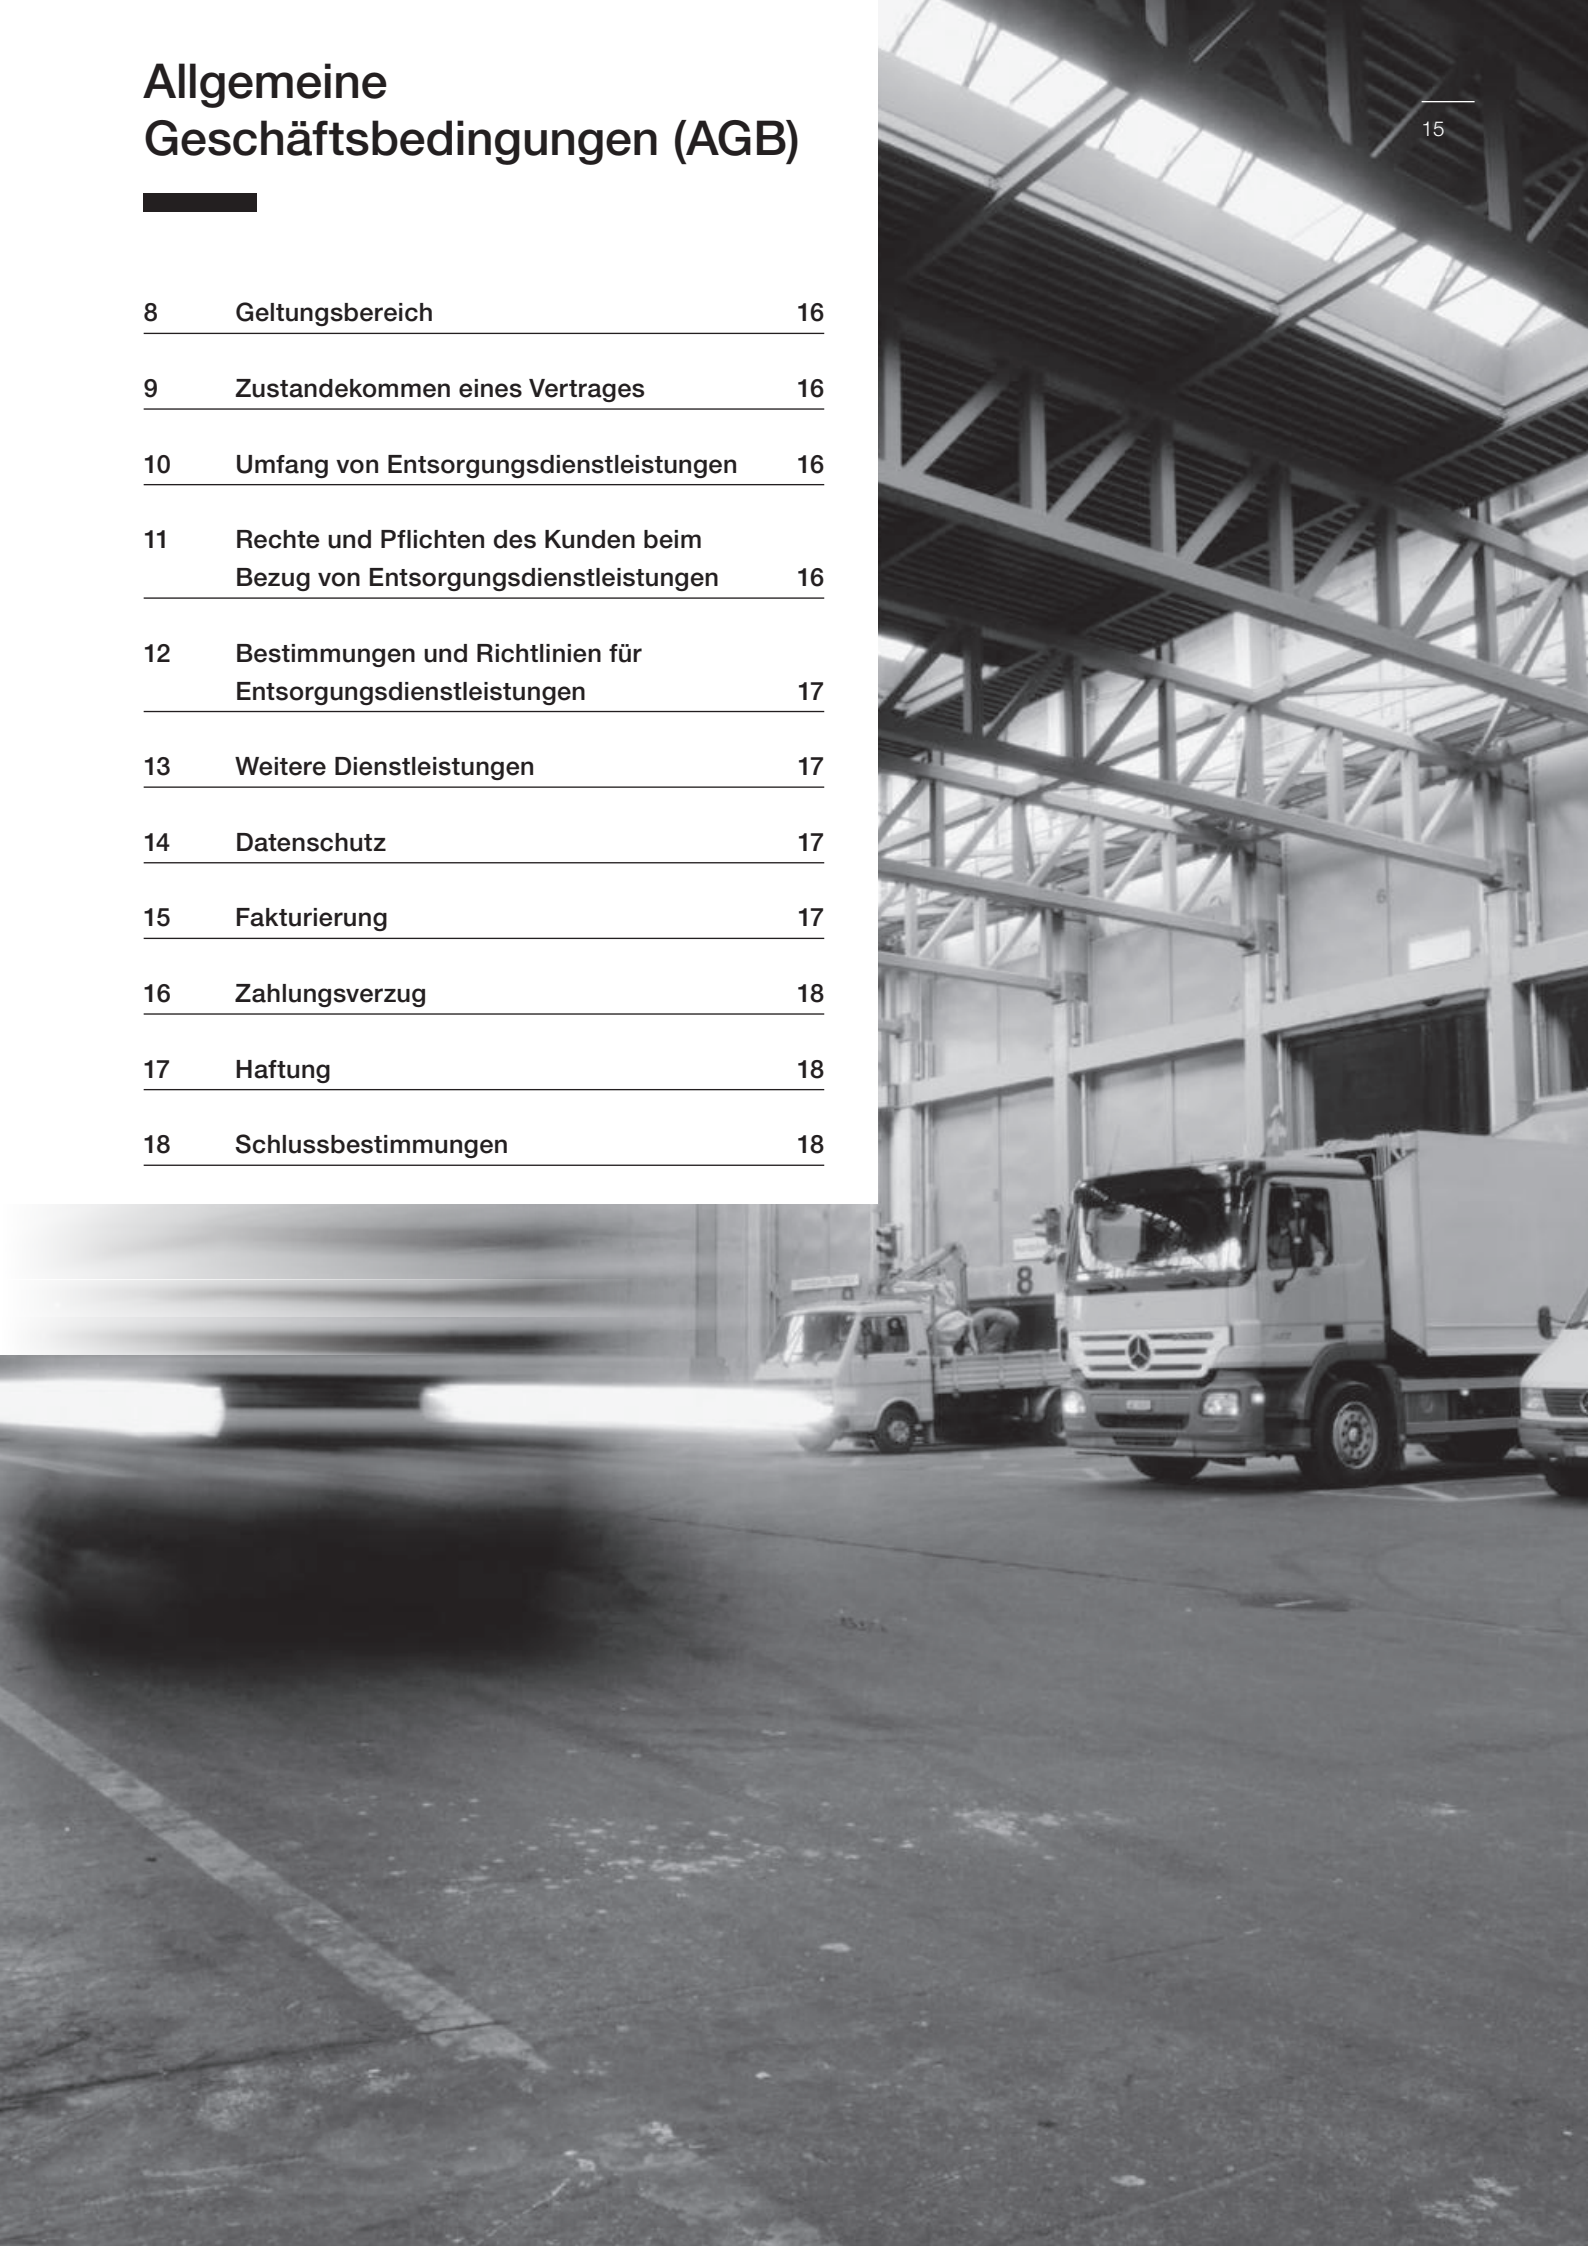 Allgemeine
Geschäftsbedingungen (AGB)
15
8 Geltungsbereich 16
9 Zustandekommen eines Vertrages 16
10 Umfang von Entsorgungsdienstleistungen 16
11 Rechte und Pflichten des Kunden beim
Bezug von Entsorgungsdienstleistungen 16
12 Bestimmungen und Richtlinien für
Entsorgungsdienstleistungen 17
13 Weitere Dienstleistungen 17
14 Datenschutz 17
15 Fakturierung 17
16 Zahlungsverzug 18
17 Haftung 18
18 Schlussbestimmungen 18
6
8